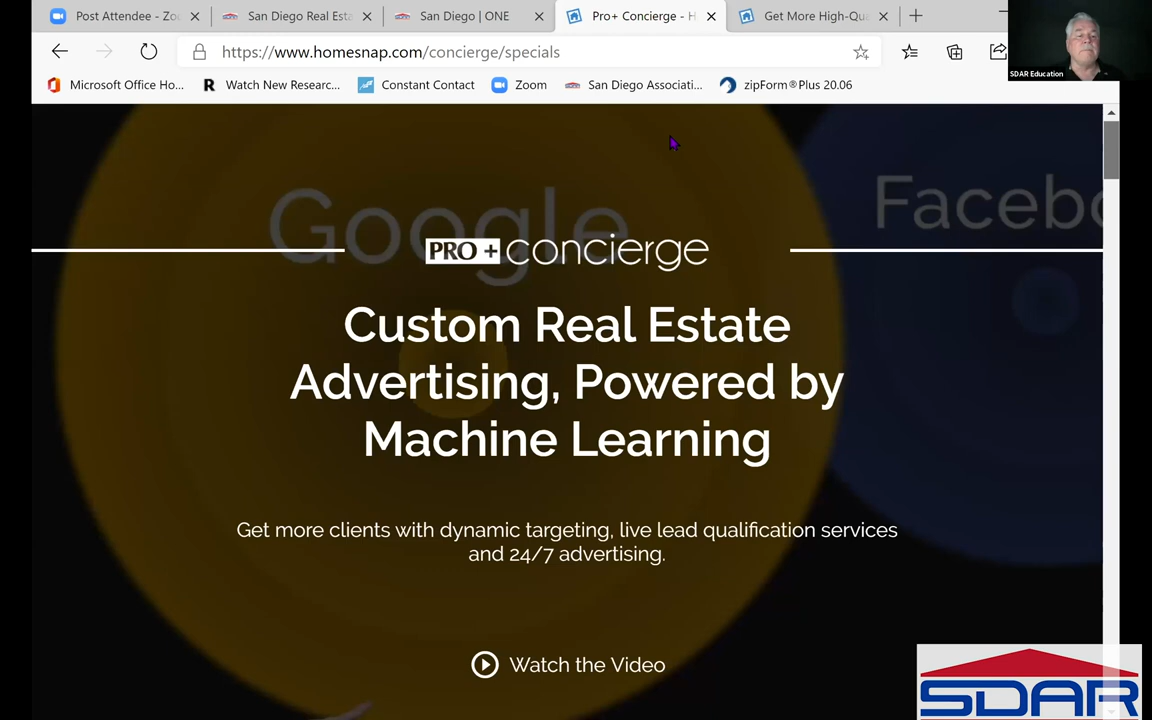 Post Attendee - Zoo
San Diego Real Esta
San Diego | ONE
Pro+ Concierge - H
Get More High-Qua
https://www.homesnap.com/concierge/specials
SDAR Education
Microsoft Office Ho...
Watch New Researc...
Constant Contact
Zoom
San Diego Associati...
zipForm®Plus 20.06
Google
Facebo
PRO + concierge
Custom Real Estate
Advertising, Powered by
Machine Learning
Get more clients with dynamic targeting, live lead qualification services
and 24/7 advertising.
Watch the Video
SDAR